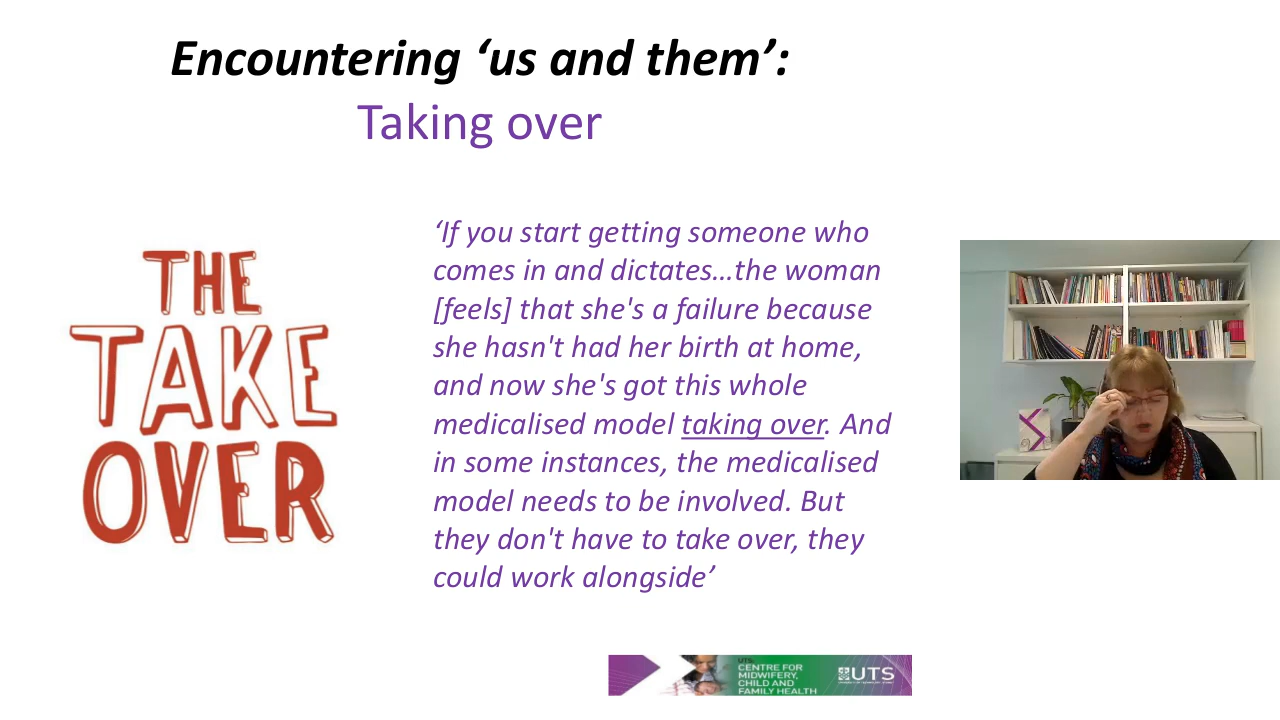 Encountering ‘us and them’:
Taking over
THE
TAKE
OVER
‘If you start getting someone who
comes in and dictates…the woman
[feels] that she's a failure because
she hasn't had her birth at home,
and now she's got this whole
medicalised model taking over. And
in some instances, the medicalised
model needs to be involved. But
they don't have to take over, they
could work alongside’
UTS:
CENTRE FOR
MIDWIFERY,
CHILD AND
FAMILY HEALTH
UTS